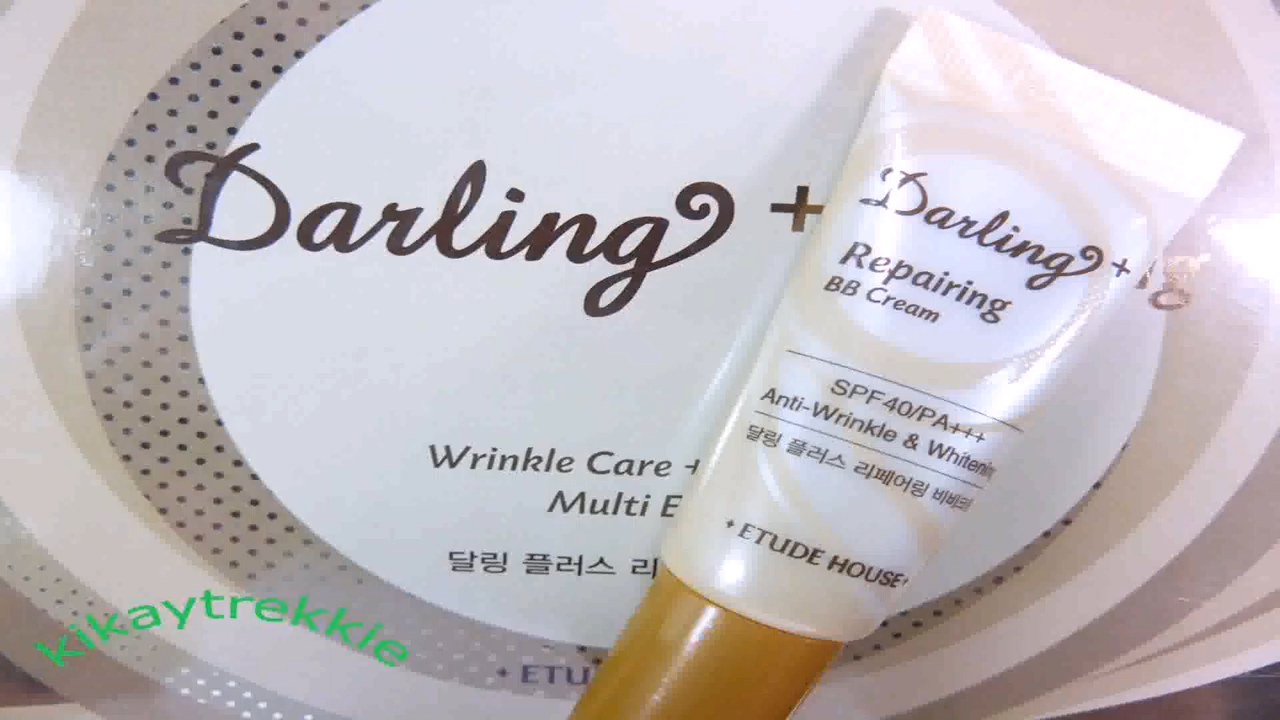 Darling +
Wrinkle Care +
Multi E
달링 플러스 리
+ ETU
Darling +
Repairing
BB Cream
SPF40/PA+++
Anti-Wrinkle & Whitening
달링 플러스 리페어링 비비크림
+ ETUDE HOUSE +
kikaytrekkie